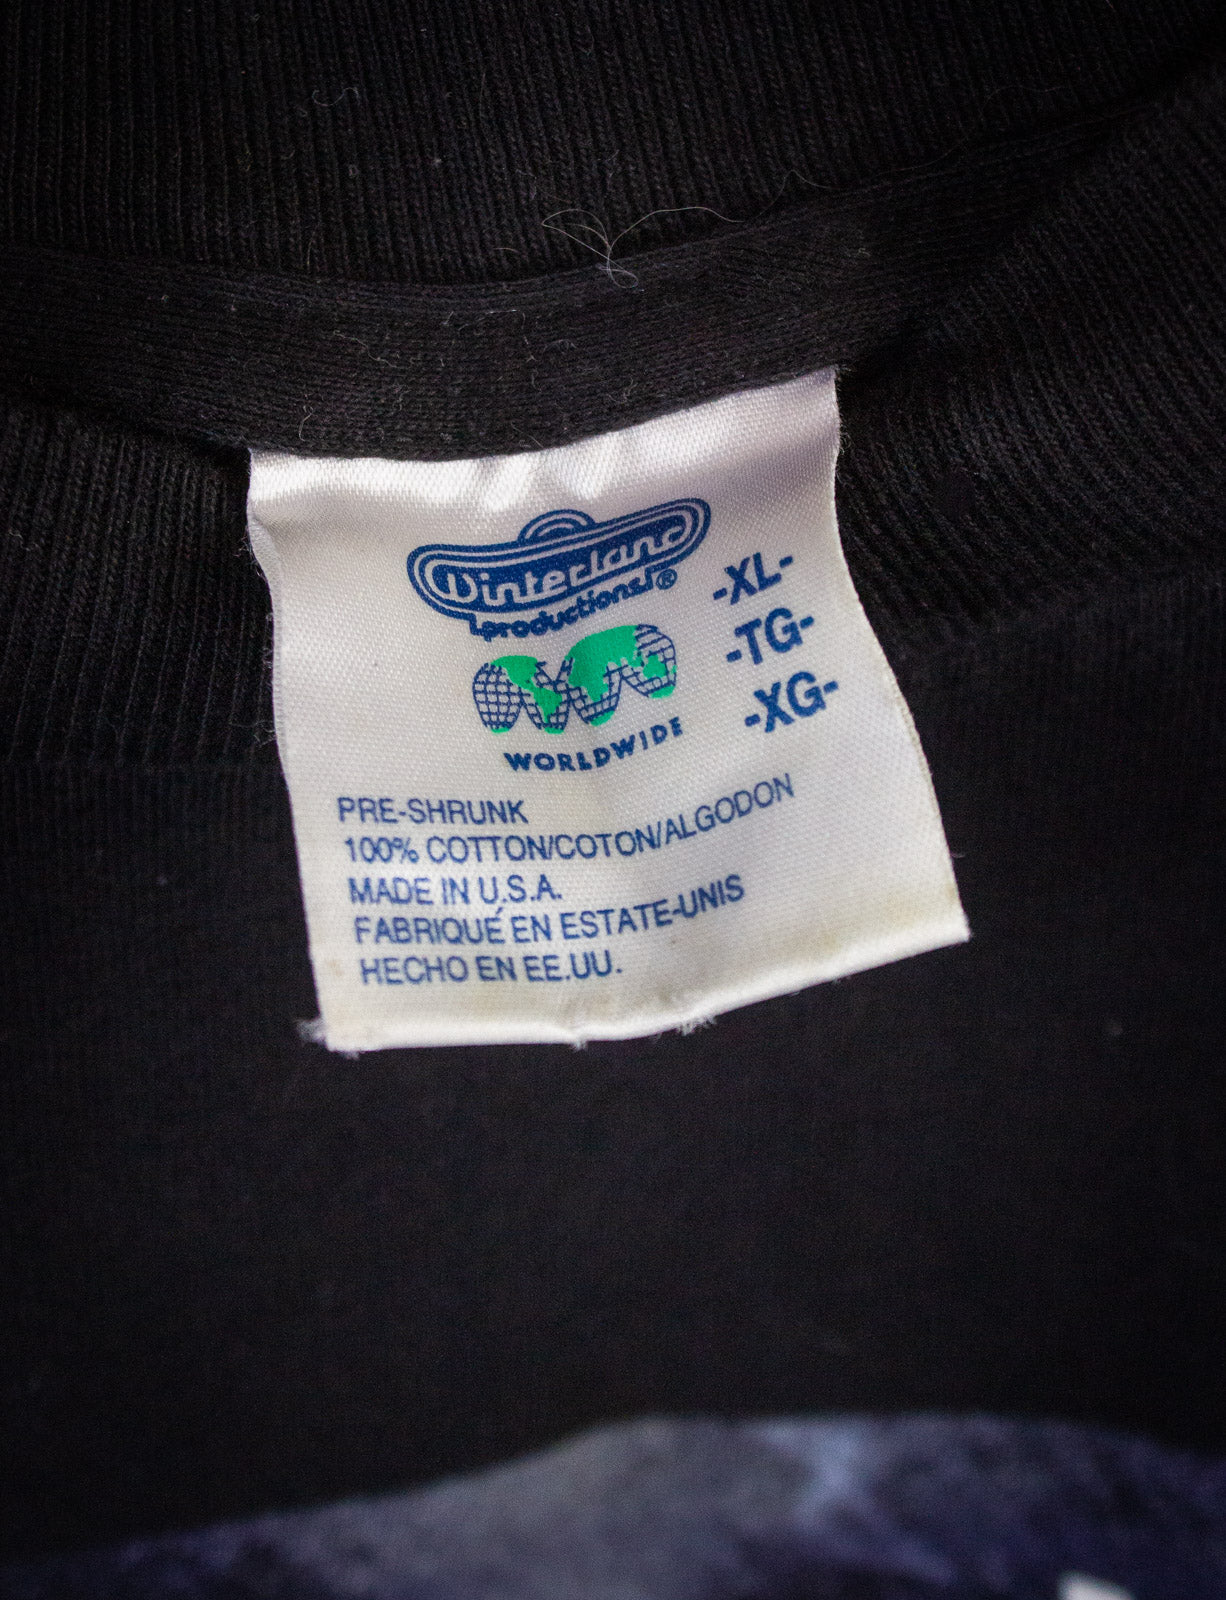 Winterland
productions®
-XL-
-TG-
-XG-
WORLDWIDE
PRE-SHRUNK
100% COTTON/COTON/ALGODON
MADE IN U.S.A.
FABRIQUÉ EN ESTATE-UNIS
HECHO EN EE.UU.